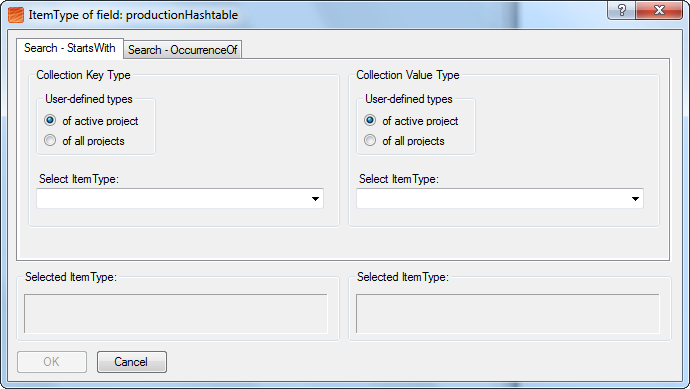 ItemType of field: productionHashtable
Search - StartsWith
Search - OccurrenceOf
Collection Key Type
Collection Value Type
User-defined types
User-defined types
of active project
of active project
of all projects
of all projects
Select ItemType:
Select ItemType:
Selected ItemType:
Selected ItemType:
OK
Cancel